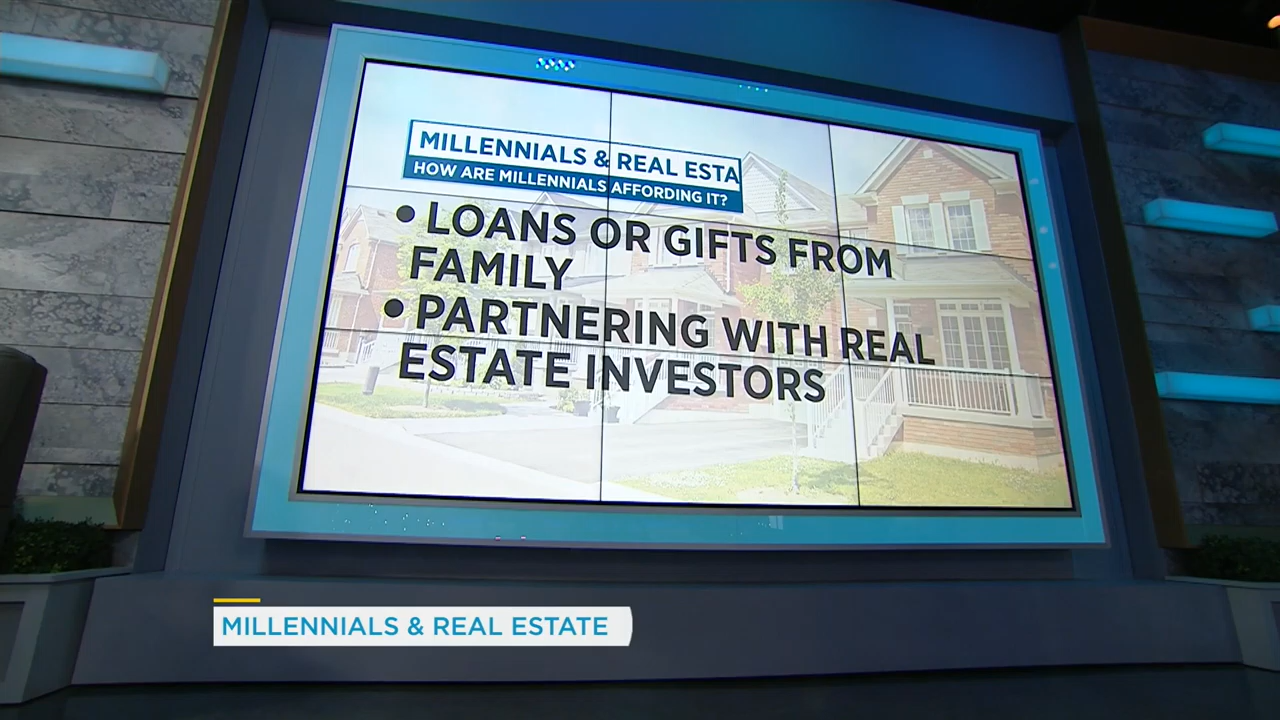 MILLENNIALS & REAL ESTA
HOW ARE MILLENNIALS AFFORDING IT?
• LOANS OR GIFTS FROM
FAMILY
• PARTNERING WITH REAL
ESTATE INVESTORS
MILLENNIALS & REAL ESTATE